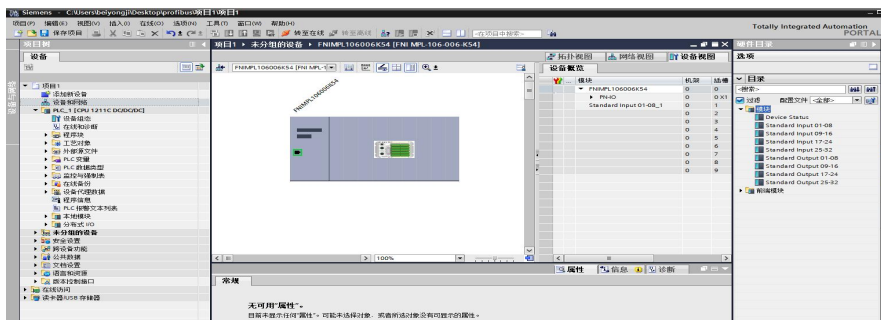 Siemens - C:\Users\beiyongji\Desktop\profibus\项目1\项目1
项目(P) 编辑(E) 视图(V) 插入(I) 在线(O) 选项(N) 工具(T) 窗口(W) 帮助(H)
Totally Integrated Automation
PORTAL
保存项目
转至在线
转至离线
<在项目中搜索>
项目树
项目1 ▸ 未分组的设备 ▸ FNIMPL106006K54 [FNI MPL-106-006-K54]
硬件目录
设备
拓扑视图
网络视图
设备视图
选项
项目1
添加新设备
设备和网络
PLC_1 [CPU 1211C DC/DC/DC]
设备组态
在线和诊断
程序块
工艺对象
外部源文件
PLC 变量
PLC 数据类型
监控与强制表
在线备份
设备代理数据
程序信息
PLC 报警文本列表
本地模块
分布式 I/O
未分组的设备
安全设置
跨设备功能
公共数据
文档设置
语言和资源
版本控制接口
在线访问
读卡器/USB 存储器
FNIMPL106006K54 [FNI MPL-1
FNIMPL106006K54
100%
设备概览
模块 机架 插槽
FNIMPL106006K54 0 0
PN-IO 0 0 X1
Standard Input 01-08_1 0 1
0 2
0 3
0 4
0 5
0 6
0 7
0 8
0 9
目录
<搜索>
过滤 配置文件 <全部>
模块
Device Status
Standard Input 01-08
Standard Input 09-16
Standard Input 17-24
Standard Input 25-32
Standard Output 01-08
Standard Output 09-16
Standard Output 17-24
Standard Output 25-32
前端模块
属性
信息
诊断
常规
无可用"属性"。
目前未显示任何"属性"。可能未选择对象，或者所选对象没有可显示的属性。